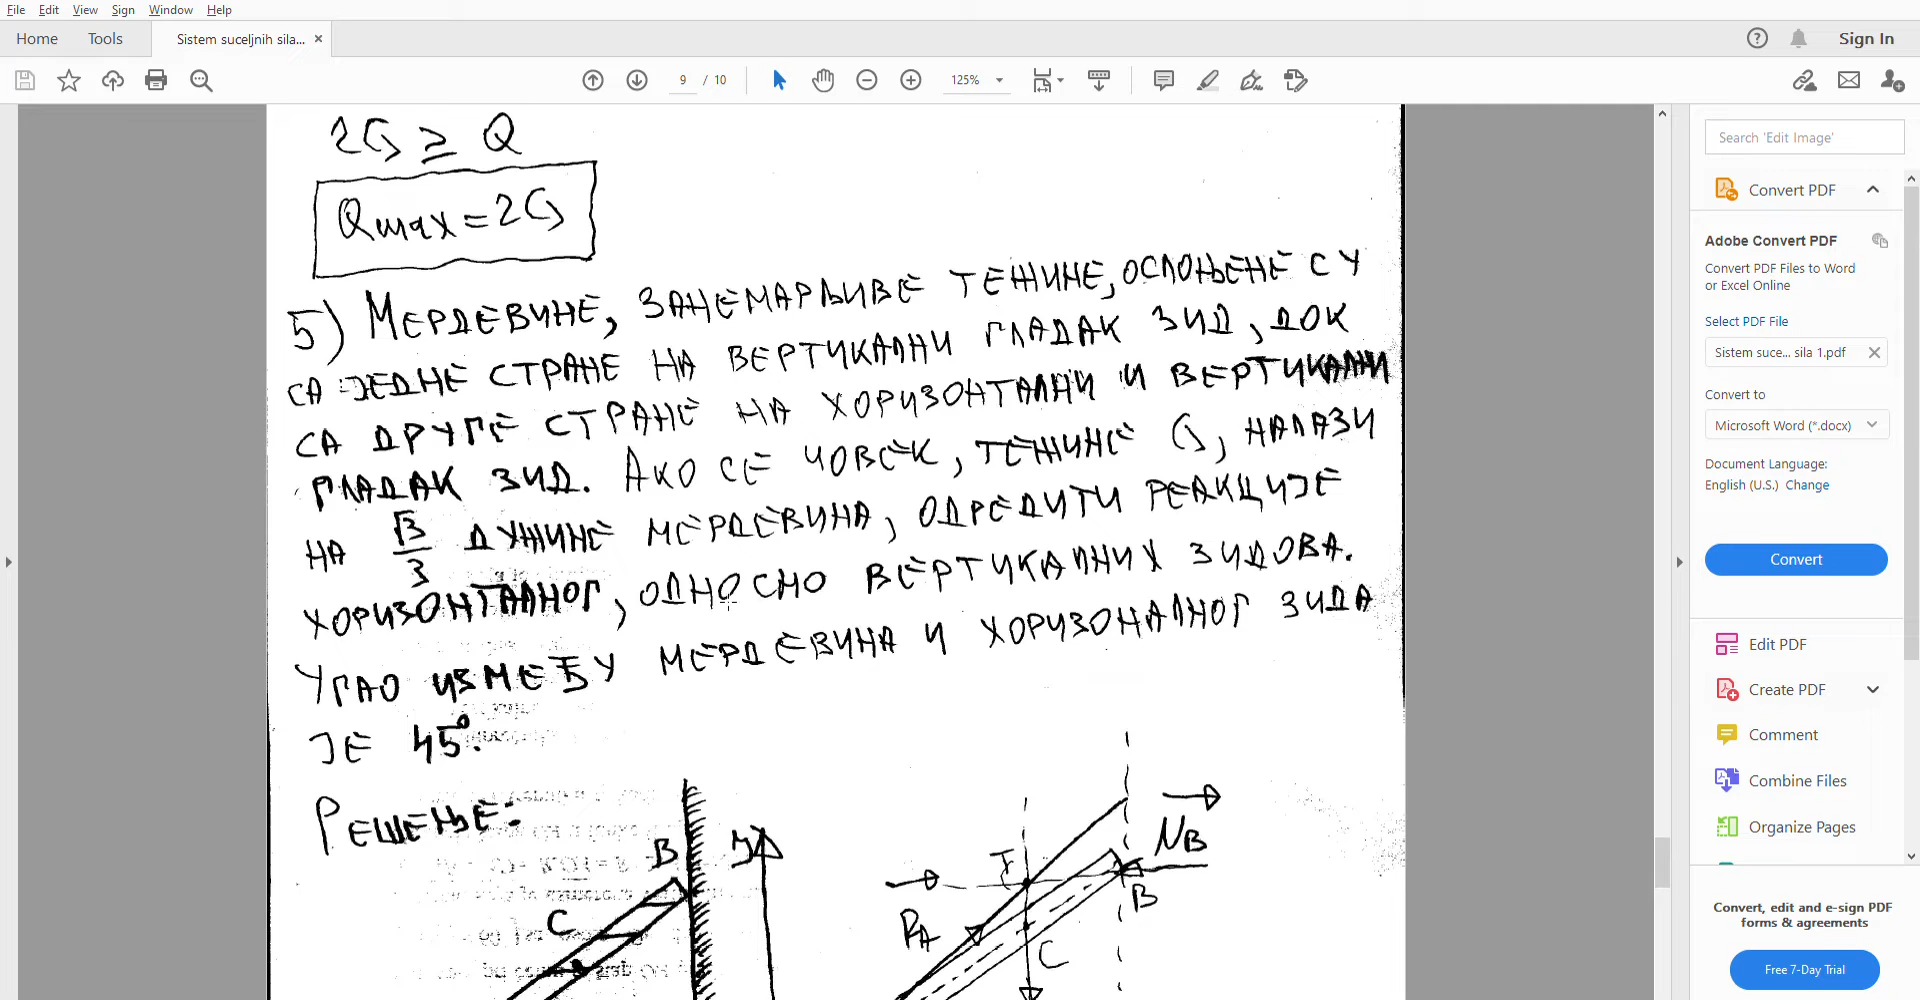 File Edit View Sign Window Help
Home Tools Sistem suceljnih sila... ×
Sign In
9 / 10 125%
2G ≥ Q
Qmax = 2G
5) Мердевине, занемарљиве тежине, ослоњене су
са једне стране на вертикални гладак зид, док
са друге стране на хоризонтални и вертикални
гладак зид. Ако се човек, тежине G, налази
на √3/3 дужине мердевина, одредити реакције
хоризонталног, односно вертикалних зидова.
Угао између мердевина и хоризоналног зида
је 45°.
Решење:
B y
C
F
NB
B
RA
C
Search 'Edit Image'
Convert PDF
Adobe Convert PDF
Convert PDF Files to Word
or Excel Online
Select PDF File
Sistem suce... sila 1.pdf
Convert to
Microsoft Word (*.docx)
Document Language:
English (U.S.) Change
Convert
Edit PDF
Create PDF
Comment
Combine Files
Organize Pages
Convert, edit and e-sign PDF
forms & agreements
Free 7-Day Trial